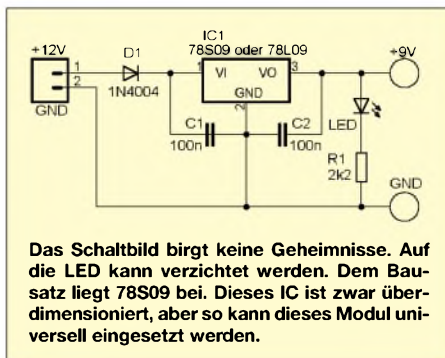 IC1
+12V
D1
78S09 oder 78L09
+9V
1
2
1N4004
1
VI
VO
3
GND
GND
2
C1
100n
C2
100n
LED
R1
2k2
GND
Das Schaltbild birgt keine Geheimnisse. Auf
die LED kann verzichtet werden. Dem Bau-
satz liegt 78S09 bei. Dieses IC ist zwar über-
dimensioniert, aber so kann dieses Modul uni-
versell eingesetzt werden.